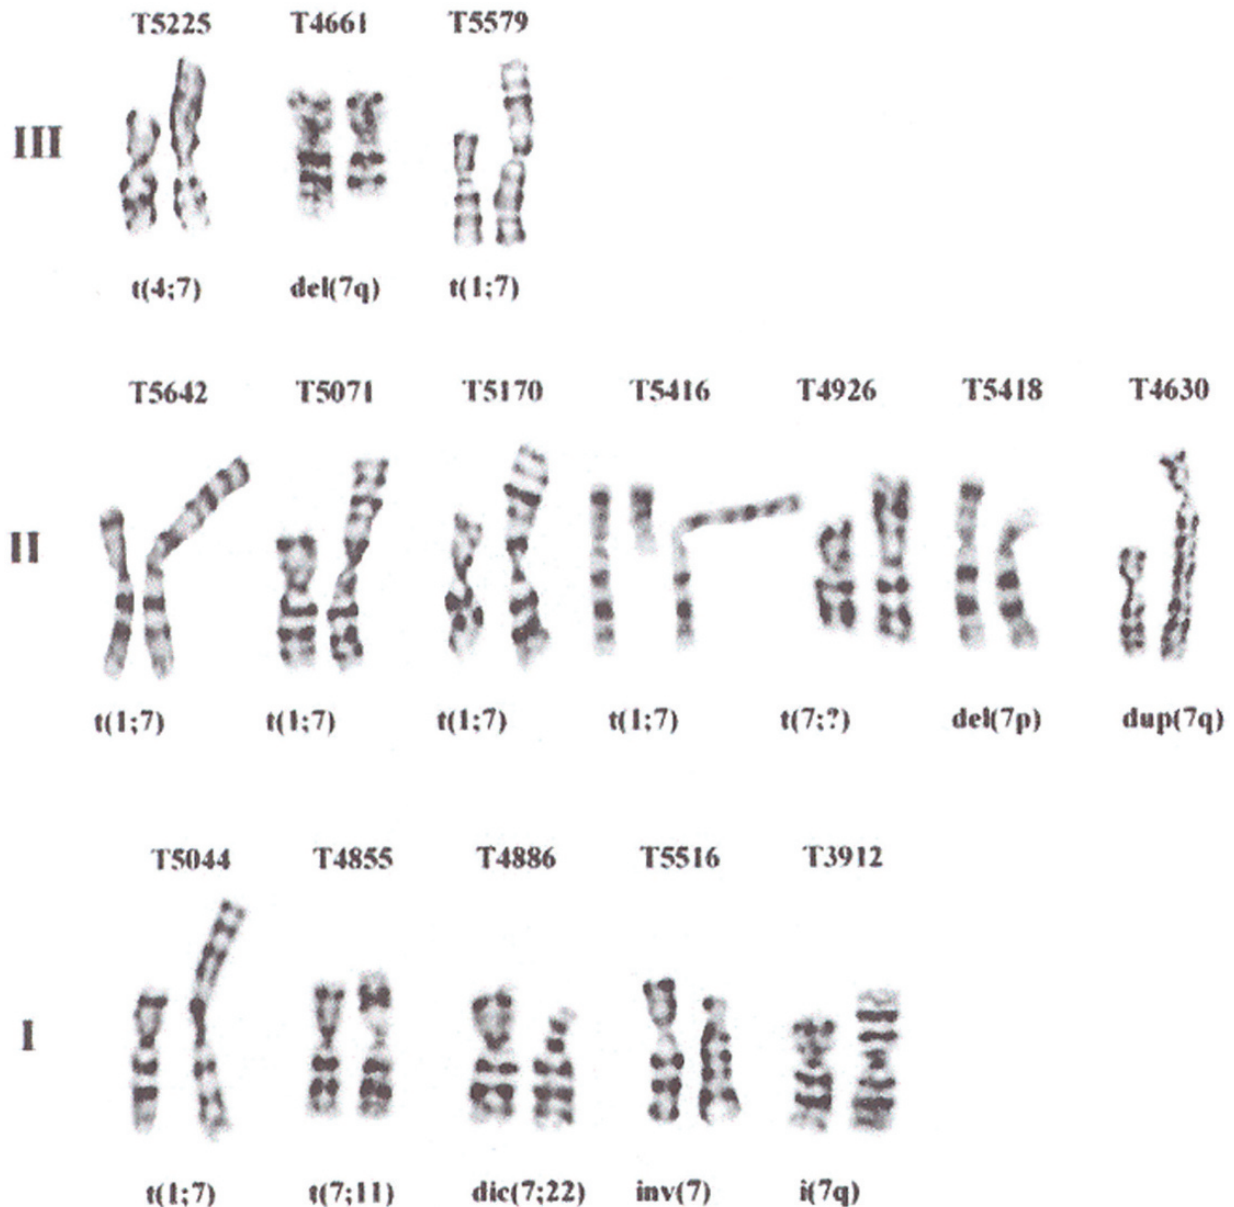 T5225 T4661 T5579
III
t(4;7) del(7q) t(1;7)
T5642 T5071 T5170 T5416 T4926 T5418 T4630
II
t(1;7) t(1;7) t(1;7) t(1;7) t(7;?) del(7p) dup(7q)
T5044 T4855 T4886 T5516 T3912
I
t(1;7) t(7;11) dic(7;22) inv(7) i(7q)